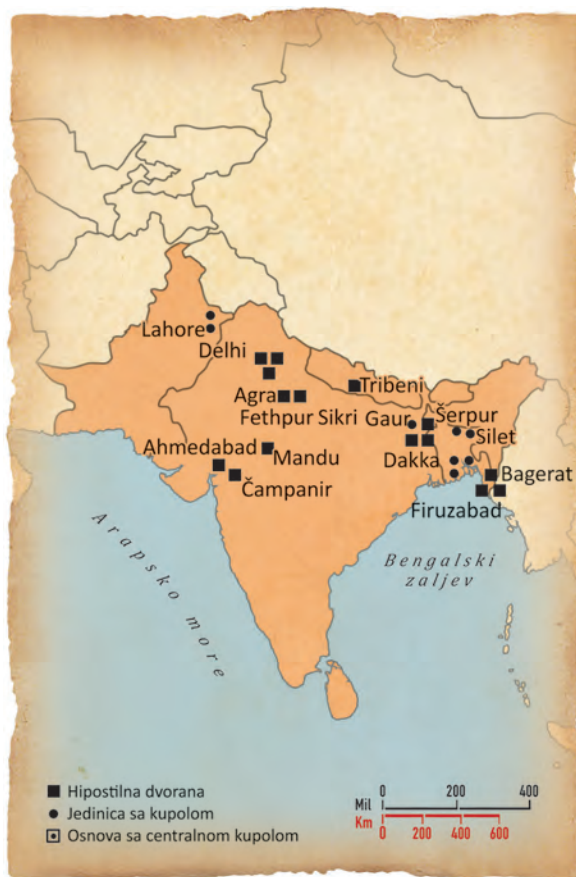 Lahore
Delhi
Tribeni
Agra
Fethpur Sikri
Gaur
Šerpur
Silet
Ahmedabad
Mandu
Dakka
Bagerat
Čampanir
Firuzabad
Arapsko more
Bengalski
zaljev
Hipostilna dvorana
Jedinica sa kupolom
Osnova sa centralnom kupolom
Mil
0 200 400
Km
0 200 400 600